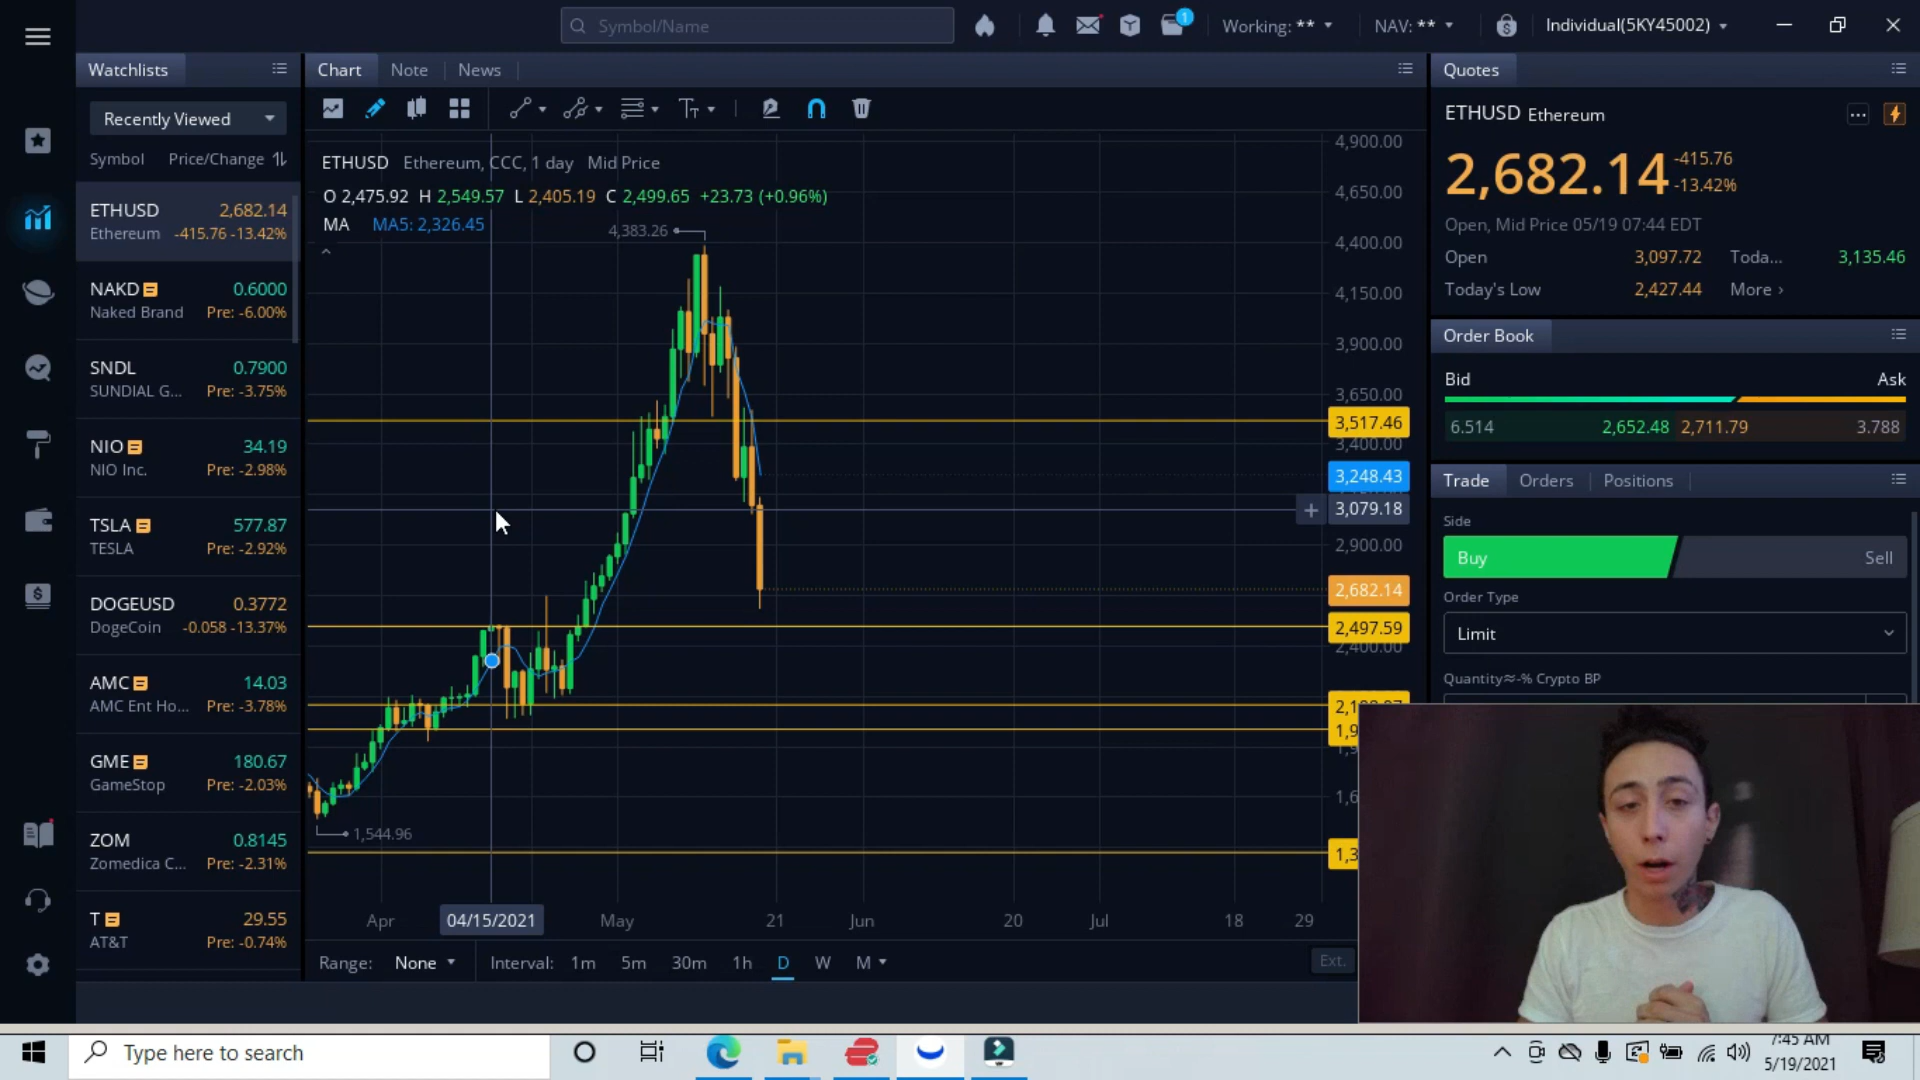 Symbol/Name
1
Working: **
NAV: **
Individual(5KY45002)
Watchlists
Recently Viewed
Symbol Price/Change
ETHUSD 2,682.14
Ethereum -415.76 -13.42%
NAKD 0.6000
Naked Brand Pre: -6.00%
SNDL 0.7900
SUNDIAL G... Pre: -3.75%
NIO 34.19
NIO Inc. Pre: -2.98%
TSLA 577.87
TESLA Pre: -2.92%
DOGEUSD 0.3772
DogeCoin -0.058 -13.37%
AMC 14.03
AMC Ent Ho... Pre: -3.78%
GME 180.67
GameStop Pre: -2.03%
ZOM 0.8145
Zomedica C... Pre: -2.31%
T 29.55
AT&T Pre: -0.74%
Chart Note News
ETHUSD Ethereum, CCC, 1 day Mid Price
O 2,475.92 H 2,549.57 L 2,405.19 C 2,499.65 +23.73 (+0.96%)
MA MA5: 2,326.45
4,383.26
1,544.96
4,900.00
4,650.00
4,400.00
4,150.00
3,900.00
3,650.00
3,517.46
3,400.00
3,248.43
3,079.18
2,900.00
2,682.14
2,497.59
2,400.00
Apr 04/15/2021 May 21 Jun 20 Jul 18 29
Range: None Interval: 1m 5m 30m 1h D W M
Ext.
Quotes
ETHUSD Ethereum
2,682.14 -415.76
-13.42%
Open, Mid Price 05/19 07:44 EDT
Open 3,097.72 Toda... 3,135.46
Today's Low 2,427.44 More ›
Order Book
Bid Ask
6.514 2,652.48 2,711.79 3.788
Trade Orders Positions
Side
Buy Sell
Order Type
Limit
Quantity≈-% Crypto BP
Type here to search
7:45 AM
5/19/2021